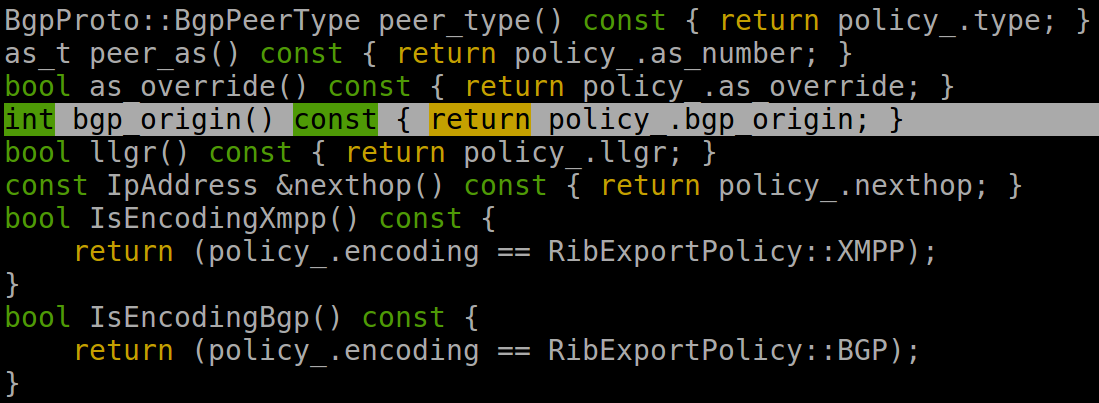 BgpProto::BgpPeerType peer_type() const { return policy_.type; }
as_t peer_as() const { return policy_.as_number; }
bool as_override() const { return policy_.as_override; }
int bgp_origin() const { return policy_.bgp_origin; }
bool llgr() const { return policy_.llgr; }
const IpAddress &nexthop() const { return policy_.nexthop; }
bool IsEncodingXmpp() const {
    return (policy_.encoding == RibExportPolicy::XMPP);
}
bool IsEncodingBgp() const {
    return (policy_.encoding == RibExportPolicy::BGP);
}